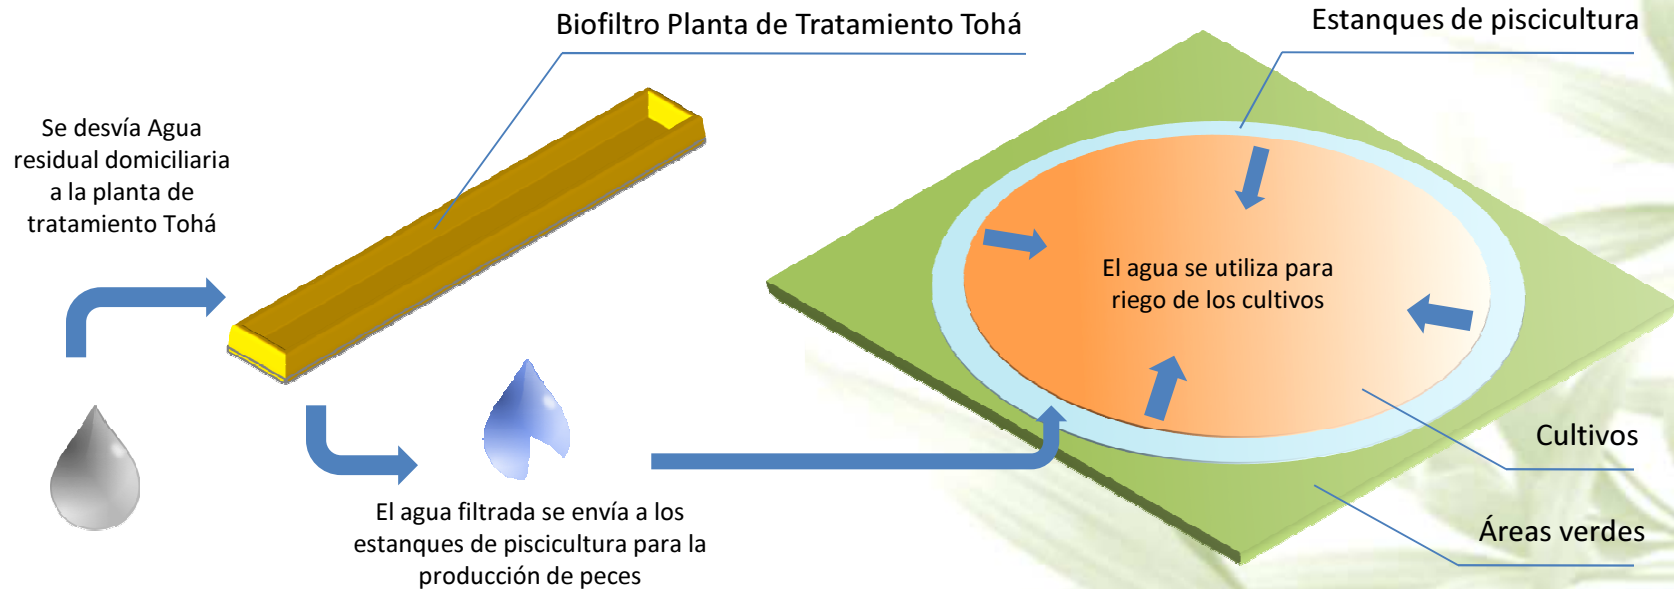 Biofiltro Planta de Tratamiento Tohá
Estanques de piscicultura
Se desvía Agua
residual domiciliaria
a la planta de
tratamiento Tohá
El agua se utiliza para
riego de los cultivos
Cultivos
Áreas verdes
El agua filtrada se envía a los
estanques de piscicultura para la
producción de peces